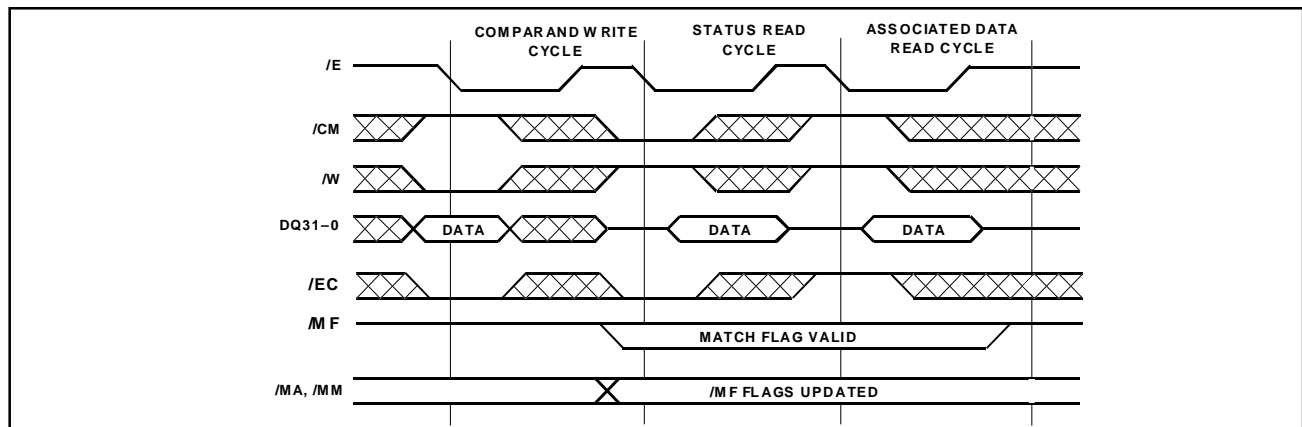 COMPARAND WRITE CYCLE
STATUS READ CYCLE
ASSOCIATED DATA READ CYCLE
/E
/CM
/W
DQ31–0 DATA DATA DATA
/EC
/MF MATCH FLAG VALID
/MA, /MM /MF FLAGS UPDATED